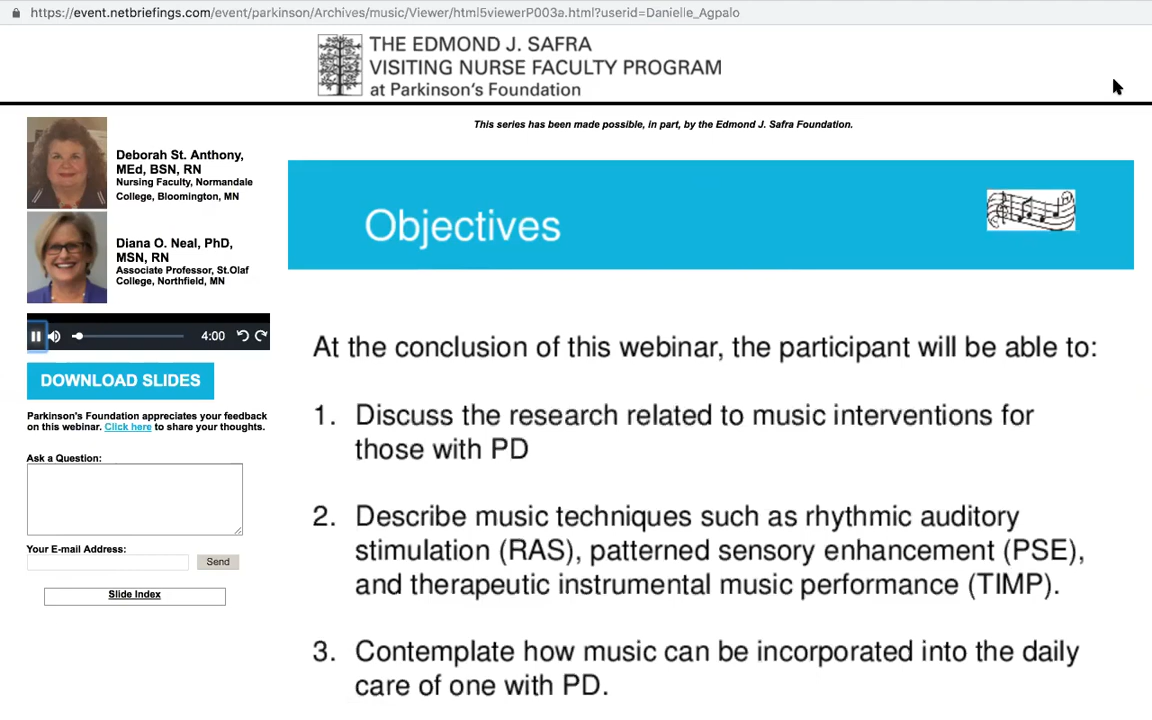 https://event.netbriefings.com/event/parkinson/Archives/music/Viewer/html5viewerP003a.html?userid=Danielle_Agpalo
THE EDMOND J. SAFRA
VISITING NURSE FACULTY PROGRAM
at Parkinson's Foundation
This series has been made possible, in part, by the Edmond J. Safra Foundation.
Deborah St. Anthony,
MEd, BSN, RN
Nursing Faculty, Normandale
College, Bloomington, MN
Diana O. Neal, PhD,
MSN, RN
Associate Professor, St.Olaf
College, Northfield, MN
4:00
DOWNLOAD SLIDES
Parkinson's Foundation appreciates your feedback
on this webinar. Click here to share your thoughts.
Ask a Question:
Your E-mail Address:
Send
Slide Index
Objectives
At the conclusion of this webinar, the participant will be able to:
1. Discuss the research related to music interventions for
those with PD
2. Describe music techniques such as rhythmic auditory
stimulation (RAS), patterned sensory enhancement (PSE),
and therapeutic instrumental music performance (TIMP).
3. Contemplate how music can be incorporated into the daily
care of one with PD.